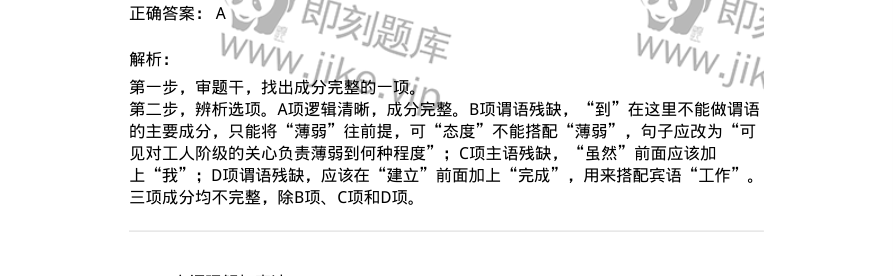 正确答案： A
即刻题库
www.jike.vip
解析：
第一步，审题干，找出成分完整的一项。
第二步，辨析选项。A项逻辑清晰，成分完整。B项谓语残缺，“到”在这里不能做谓语
的主要成分，只能将“薄弱”往前提，可“态度”不能搭配“薄弱”，句子应改为“可
见对工人阶级的关心负责薄弱到何种程度”；C项主语残缺，“虽然”前面应该加
上“我”；D项谓语残缺，应该在“建立”前面加上“完成”，用来搭配宾语“工作”。
三项成分均不完整，除B项、C项和D项。